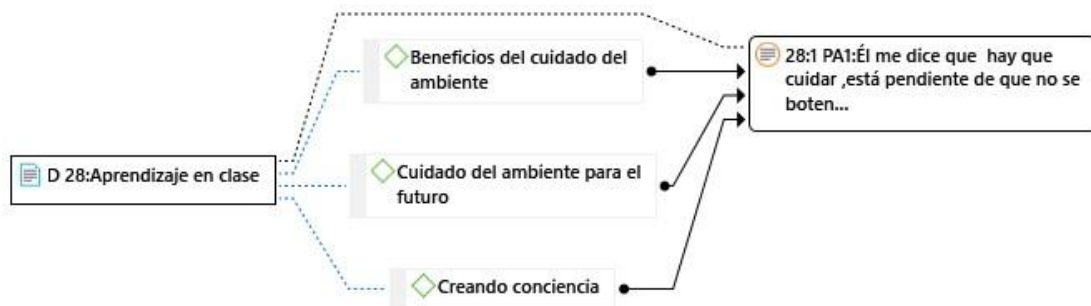 Beneficios del cuidado del
ambiente
28:1 PA1:Él me dice que  hay que
cuidar ,está pendiente de que no se
boten...
D 28:Aprendizaje en clase
Cuidado del ambiente para el
futuro
Creando conciencia